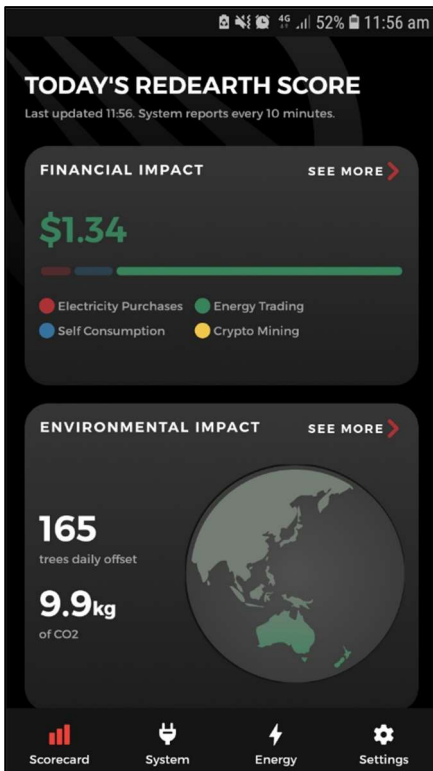 4G 52% 11:56 am
TODAY'S REDEARTH SCORE
Last updated 11:56. System reports every 10 minutes.
FINANCIAL IMPACT SEE MORE
$1.34
Electricity Purchases Energy Trading
Self Consumption Crypto Mining
ENVIRONMENTAL IMPACT SEE MORE
165
trees daily offset
9.9kg
of CO2
Scorecard System Energy Settings